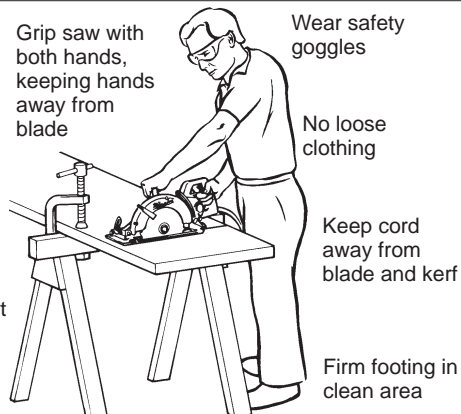 Grip saw with
both hands,
keeping hands
away from
blade
Wear safety
goggles
No loose
clothing
Keep cord
away from
blade and kerf
t
Firm footing in
clean area